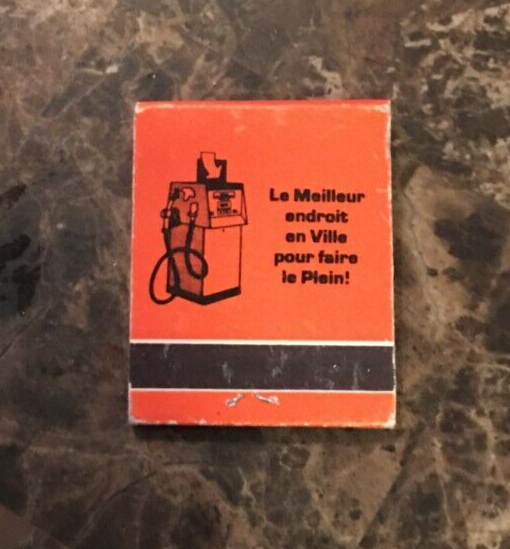 Le Meilleur
endroit
en Ville
pour faire
le Plein!